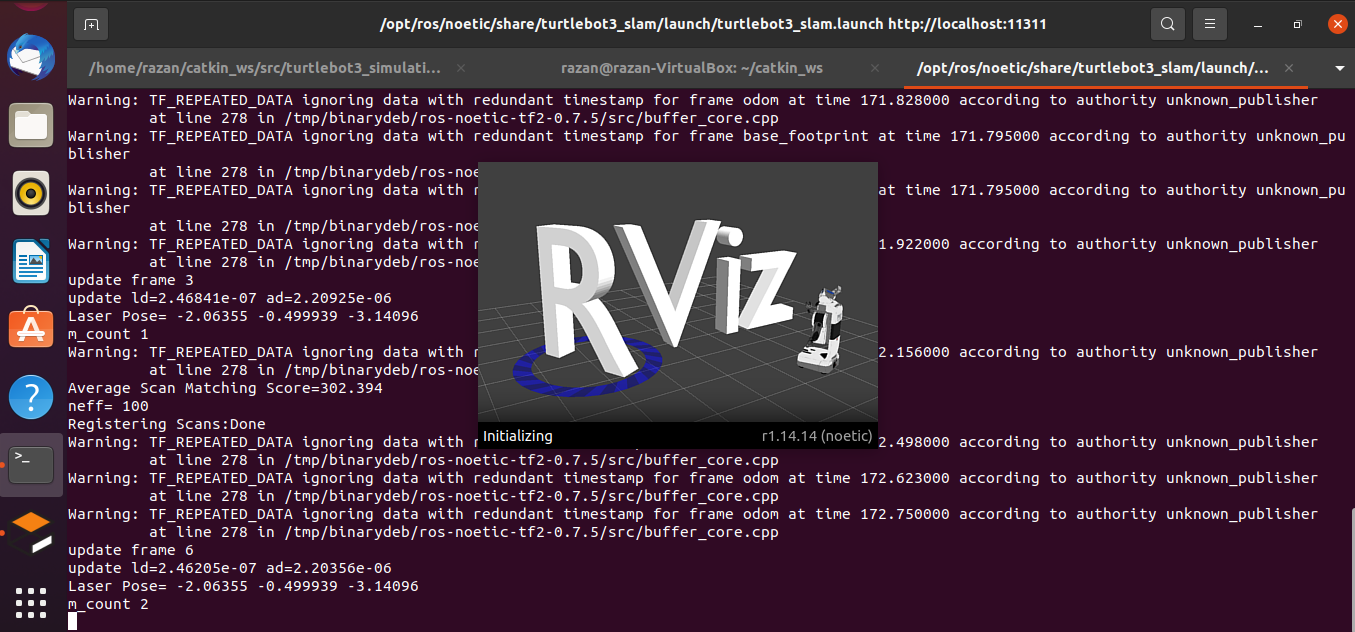 /opt/ros/noetic/share/turtlebot3_slam/launch/turtlebot3_slam.launch http://localhost:11311
/home/razan/catkin_ws/src/turtlebot3_simulati...
razan@razan-VirtualBox: ~/catkin_ws
/opt/ros/noetic/share/turtlebot3_slam/launch/...
Warning: TF_REPEATED_DATA ignoring data with redundant timestamp for frame odom at time 171.828000 according to authority unknown_publisher
at line 278 in /tmp/binarydeb/ros-noetic-tf2-0.7.5/src/buffer_core.cpp
Warning: TF_REPEATED_DATA ignoring data with redundant timestamp for frame base_footprint at time 171.795000 according to authority unknown_pu
blisher
at line 278 in /tmp/binarydeb/ros-noe
Warning: TF_REPEATED_DATA ignoring data with r at time 171.795000 according to authority unknown_pu
blisher
at line 278 in /tmp/binarydeb/ros-noe
Warning: TF_REPEATED_DATA ignoring data with r 1.922000 according to authority unknown_publisher
at line 278 in /tmp/binarydeb/ros-noe
update frame 3
update ld=2.46841e-07 ad=2.20925e-06
Laser Pose= -2.06355 -0.499939 -3.14096
m_count 1
Warning: TF_REPEATED_DATA ignoring data with r 2.156000 according to authority unknown_publisher
at line 278 in /tmp/binarydeb/ros-noe
Average Scan Matching Score=302.394
neff= 100
Registering Scans:Done
Warning: TF_REPEATED_DATA ignoring data with r 2.498000 according to authority unknown_publisher
at line 278 in /tmp/binarydeb/ros-noetic-tf2-0.7.5/src/buffer_core.cpp
Warning: TF_REPEATED_DATA ignoring data with redundant timestamp for frame odom at time 172.623000 according to authority unknown_publisher
at line 278 in /tmp/binarydeb/ros-noetic-tf2-0.7.5/src/buffer_core.cpp
Warning: TF_REPEATED_DATA ignoring data with redundant timestamp for frame odom at time 172.750000 according to authority unknown_publisher
at line 278 in /tmp/binarydeb/ros-noetic-tf2-0.7.5/src/buffer_core.cpp
update frame 6
update ld=2.46205e-07 ad=2.20356e-06
Laser Pose= -2.06355 -0.499939 -3.14096
m_count 2
RViz
Initializing
r1.14.14 (noetic)